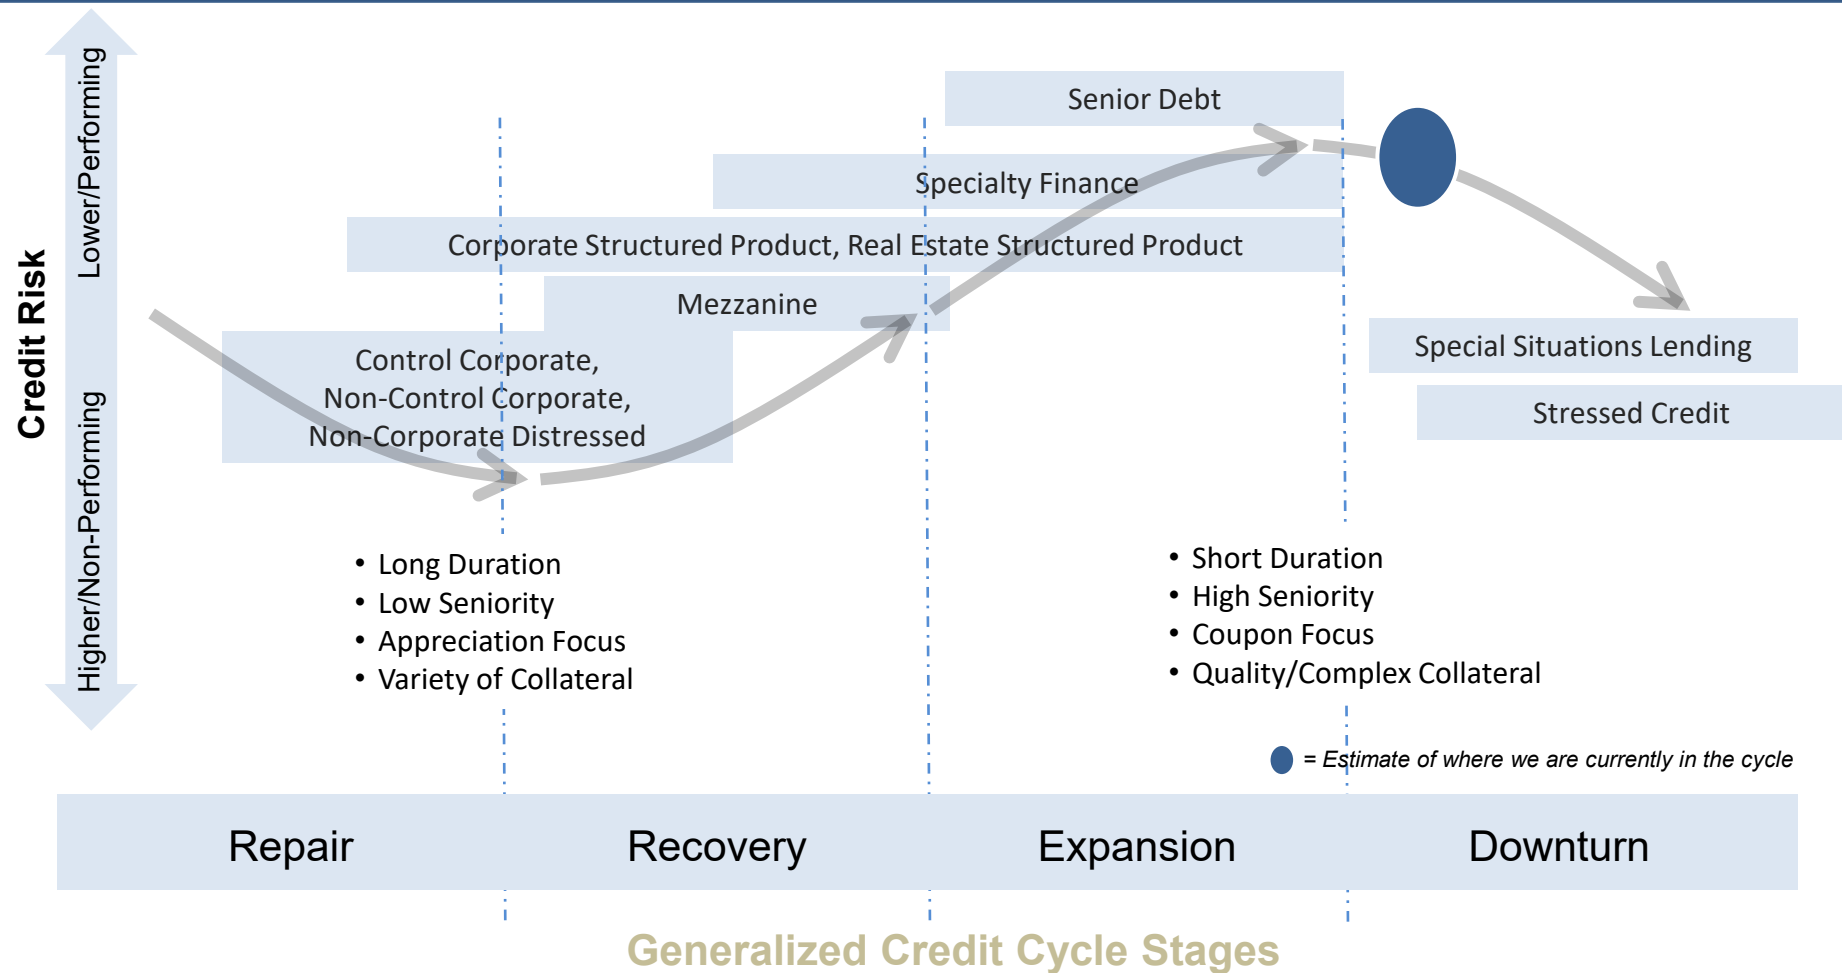 Credit Risk
Lower/Performing
Higher/Non-Performing
Senior Debt
Specialty Finance
Corporate Structured Product, Real Estate Structured Product
Mezzanine
Control Corporate,
Non-Control Corporate,
Non-Corporate Distressed
Special Situations Lending
Stressed Credit
• Long Duration
• Low Seniority
• Appreciation Focus
• Variety of Collateral
• Short Duration
• High Seniority
• Coupon Focus
• Quality/Complex Collateral
= Estimate of where we are currently in the cycle
Repair
Recovery
Expansion
Downturn
Generalized Credit Cycle Stages